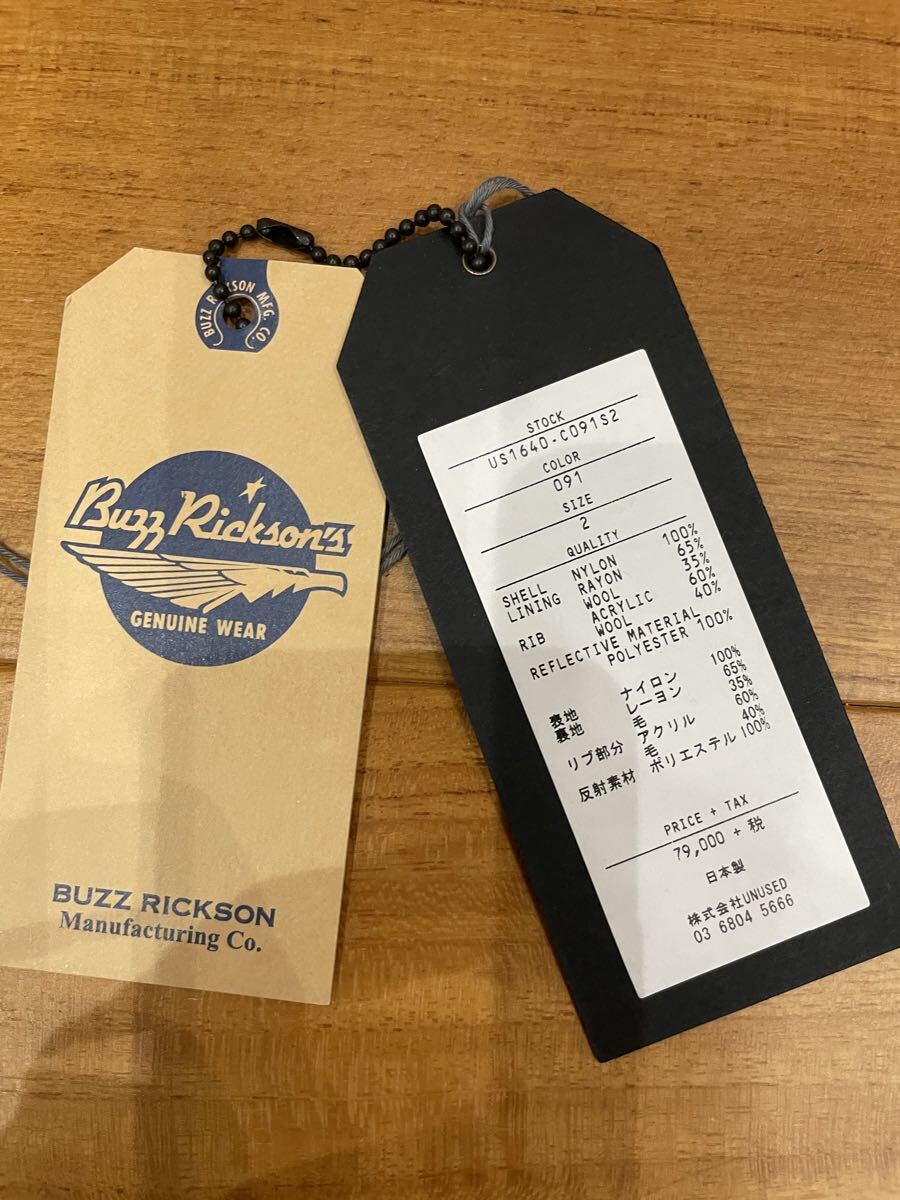 BUZZ RICKSON MFG. CO.
Buzz Rickson's
GENUINE WEAR
BUZZ RICKSON
Manufacturing Co.
STOCK
US1640-C091S2
COLOR
091
SIZE
2
QUALITY
SHELL NYLON 100%
LINING RAYON 65%
WOOL 35%
RIB ACRYLIC 60%
WOOL 40%
REFLECTIVE MATERIAL
POLYESTER 100%
表地 ナイロン 100%
裏地 レーヨン 65%
毛 35%
リブ部分 アクリル 60%
毛 40%
反射素材 ポリエステル 100%
PRICE + TAX
79,000 + 税
日本製
株式会社UNUSED
03 6804 5666